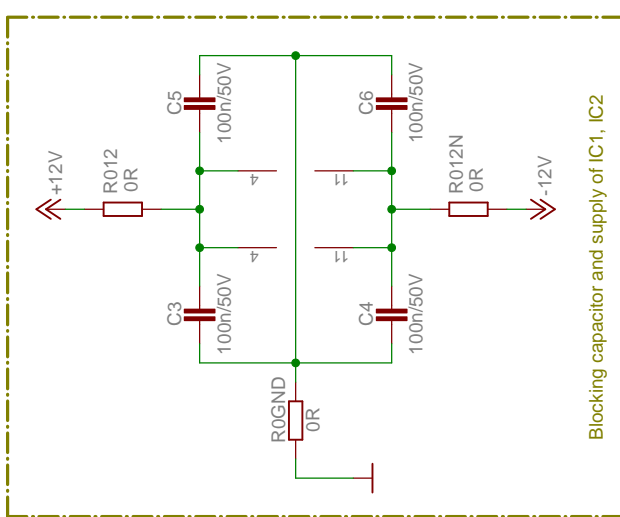 +12V
R012
0R
C5
100n/50V
C6
100n/50V
4
11
4
11
R012N
0R
-12V
C3
100n/50V
C4
100n/50V
R0GND
0R
Blocking capacitor and supply of IC1, IC2